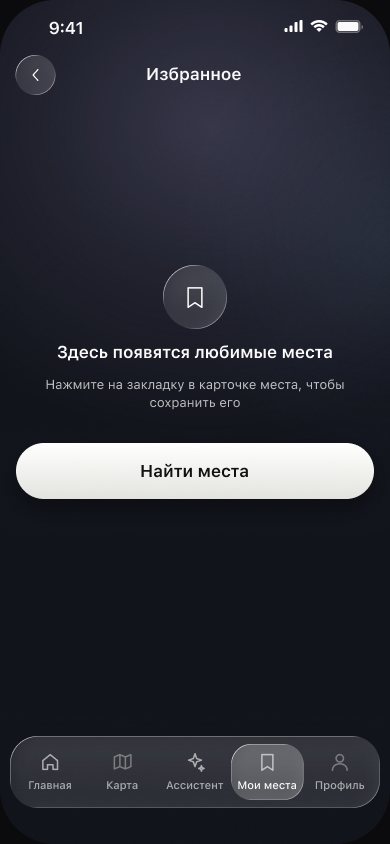 9:41
Избранное
Здесь появятся любимые места
Нажмите на закладку в карточке места, чтобы
сохранить его
Найти места
Главная
Карта
Ассистент
Мои места
Профиль